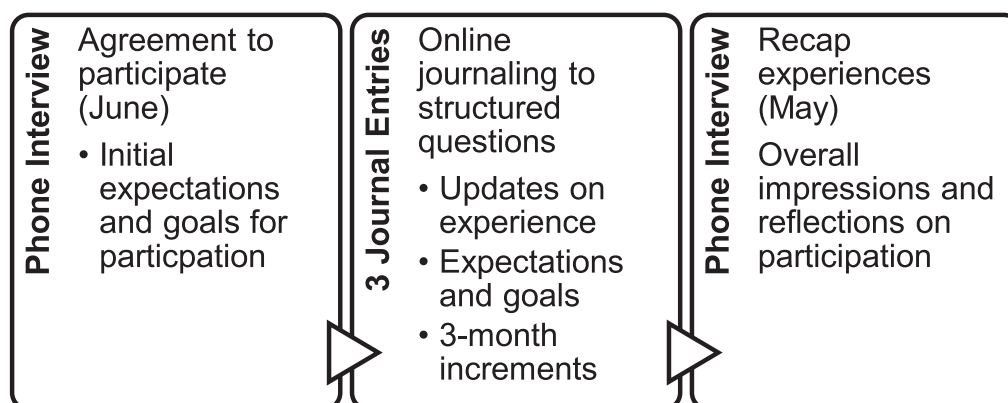 Phone Interview
Agreement to
participate
(June)
• Initial
expectations
and goals for
particpation
3 Journal Entries
Online
journaling to
structured
questions
• Updates on
experience
• Expectations
and goals
• 3-month
increments
Phone Interview
Recap
experiences
(May)
Overall
impressions and
reflections on
participation